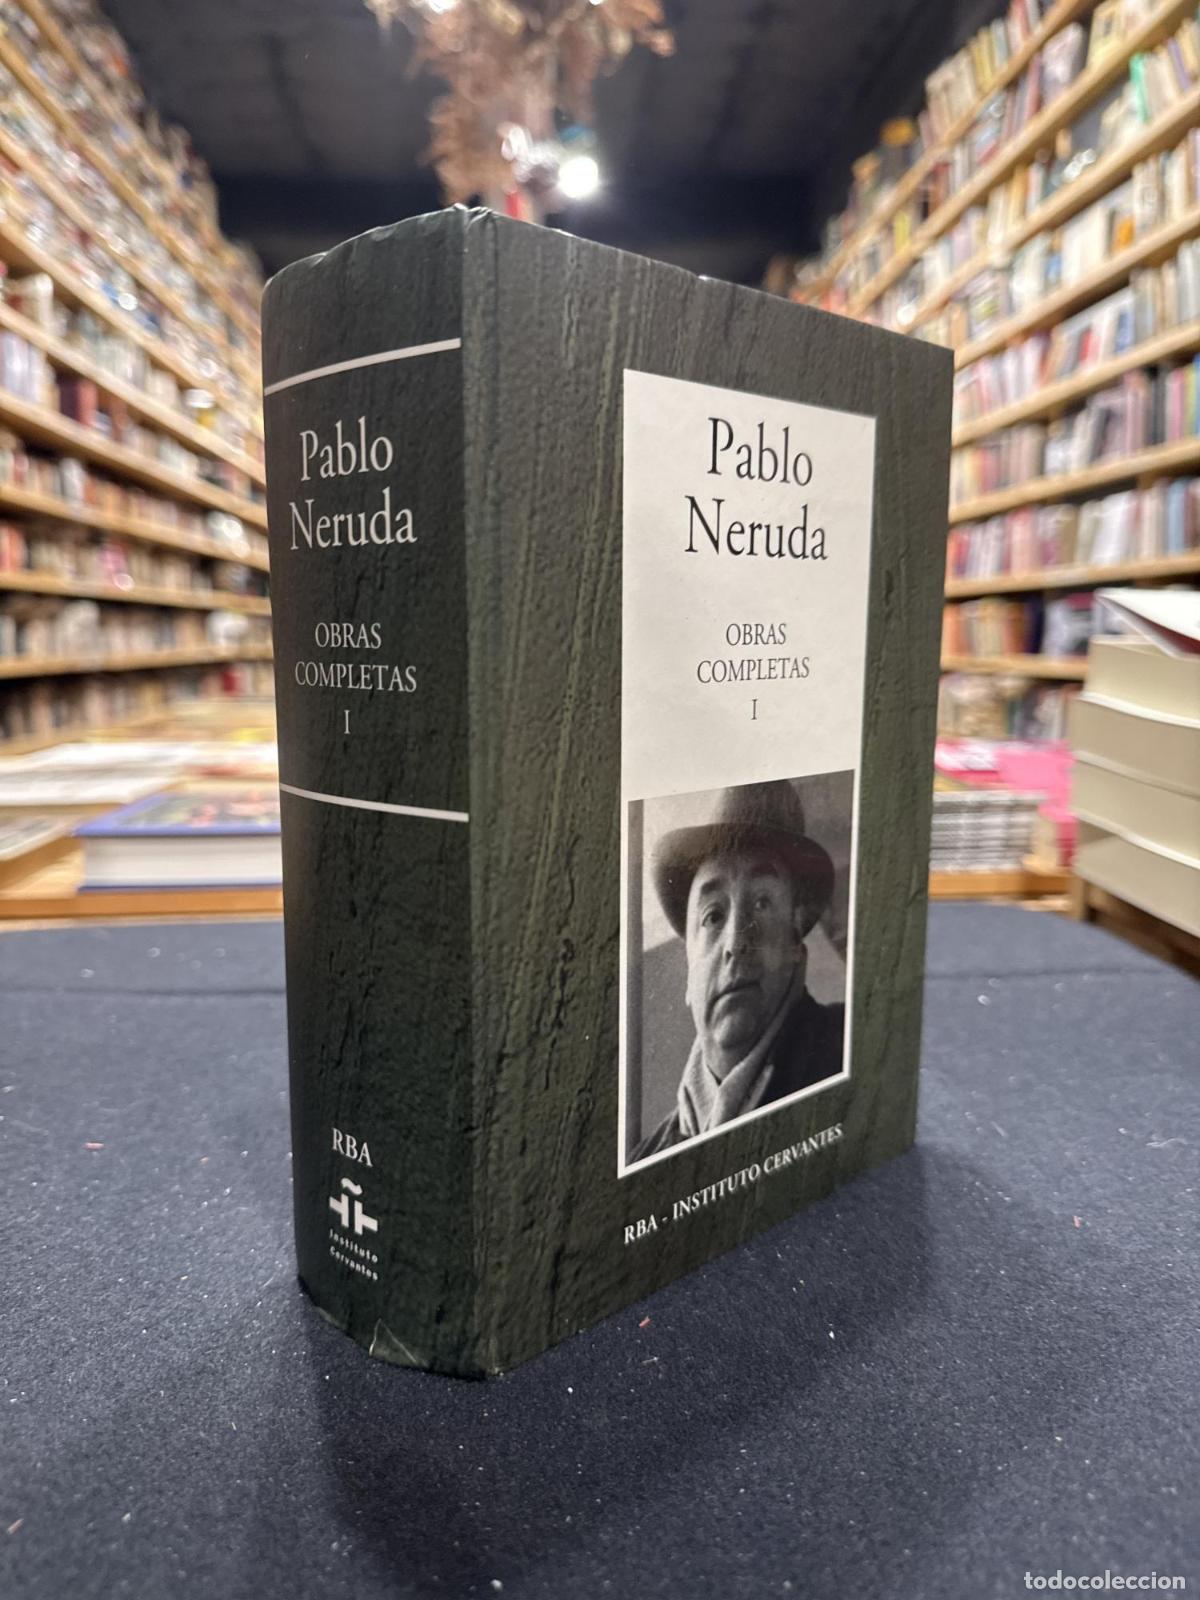 Pablo
Neruda
OBRAS
COMPLETAS
I
RBA
Instituto
Cervantes
Pablo
Neruda
OBRAS
COMPLETAS
I
RBA - INSTITUTO CERVANTES
todocoleccion